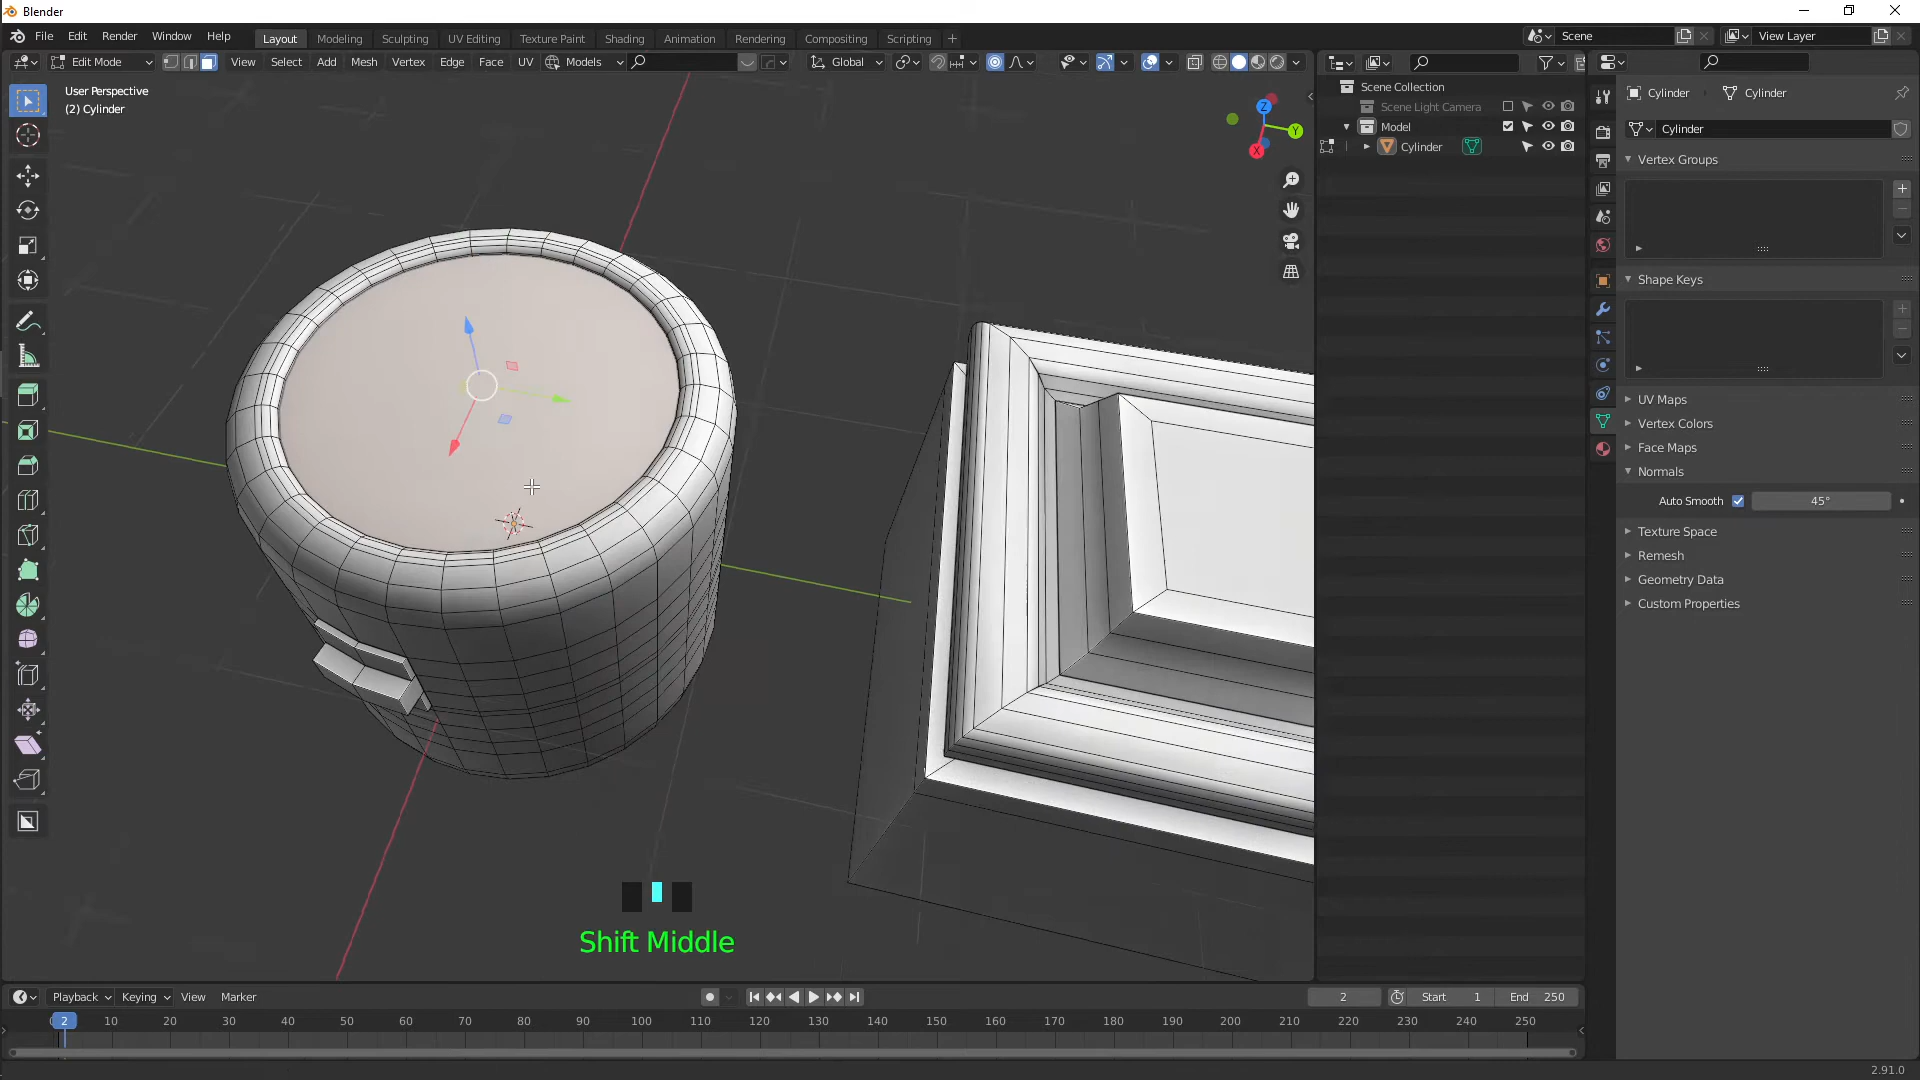 Blender
File Edit Render Window Help
Layout Modeling Sculpting UV Editing Texture Paint Shading Animation Rendering Compositing Scripting +
Scene
View Layer
Edit Mode
View Select Add Mesh Vertex Edge Face UV
Models
Global
User Perspective
(2) Cylinder
Z
Y
X
Scene Collection
Scene Light Camera
Model
Cylinder
Cylinder
Cylinder
Cylinder
Vertex Groups
Shape Keys
UV Maps
Vertex Colors
Face Maps
Normals
Auto Smooth 45°
Texture Space
Remesh
Geometry Data
Custom Properties
Shift Middle
Playback Keying View Marker
2 Start 1 End 250
2 10 20 30 40 50 60 70 80 90 100 110 120 130 140 150 160 170 180 190 200 210 220 230 240 250
2.91.0